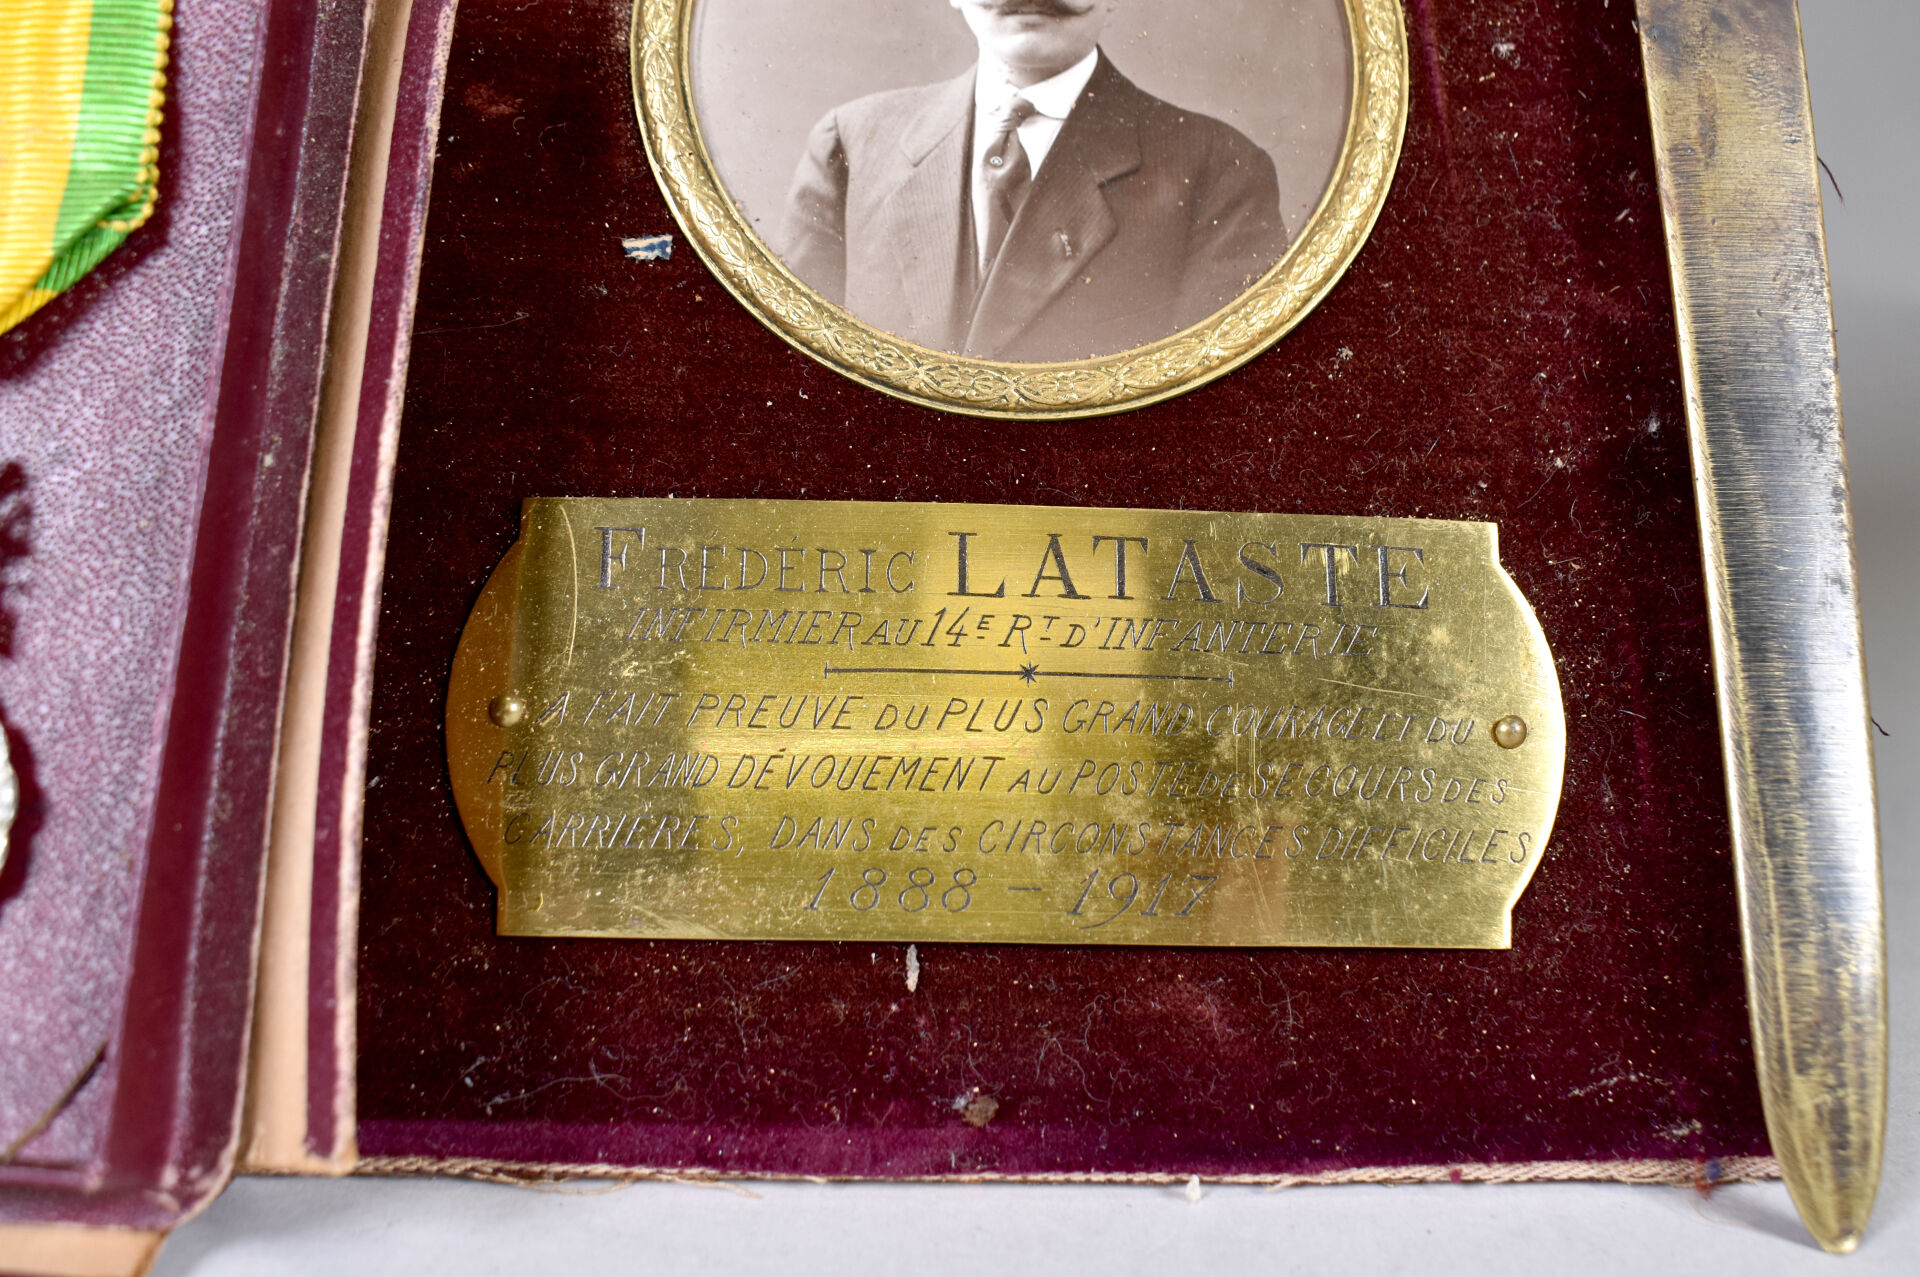 FRÉDÉRIC LATASTE
INFIRMIER AU 14E RT D'INFANTERIE
A FAIT PREUVE DU PLUS GRAND COURAGE ET DU
PLUS GRAND DÉVOUEMENT AU POSTE DE SECOURS DES
CARRIÈRES, DANS DES CIRCONSTANCES DIFFICILES
1888 - 1917